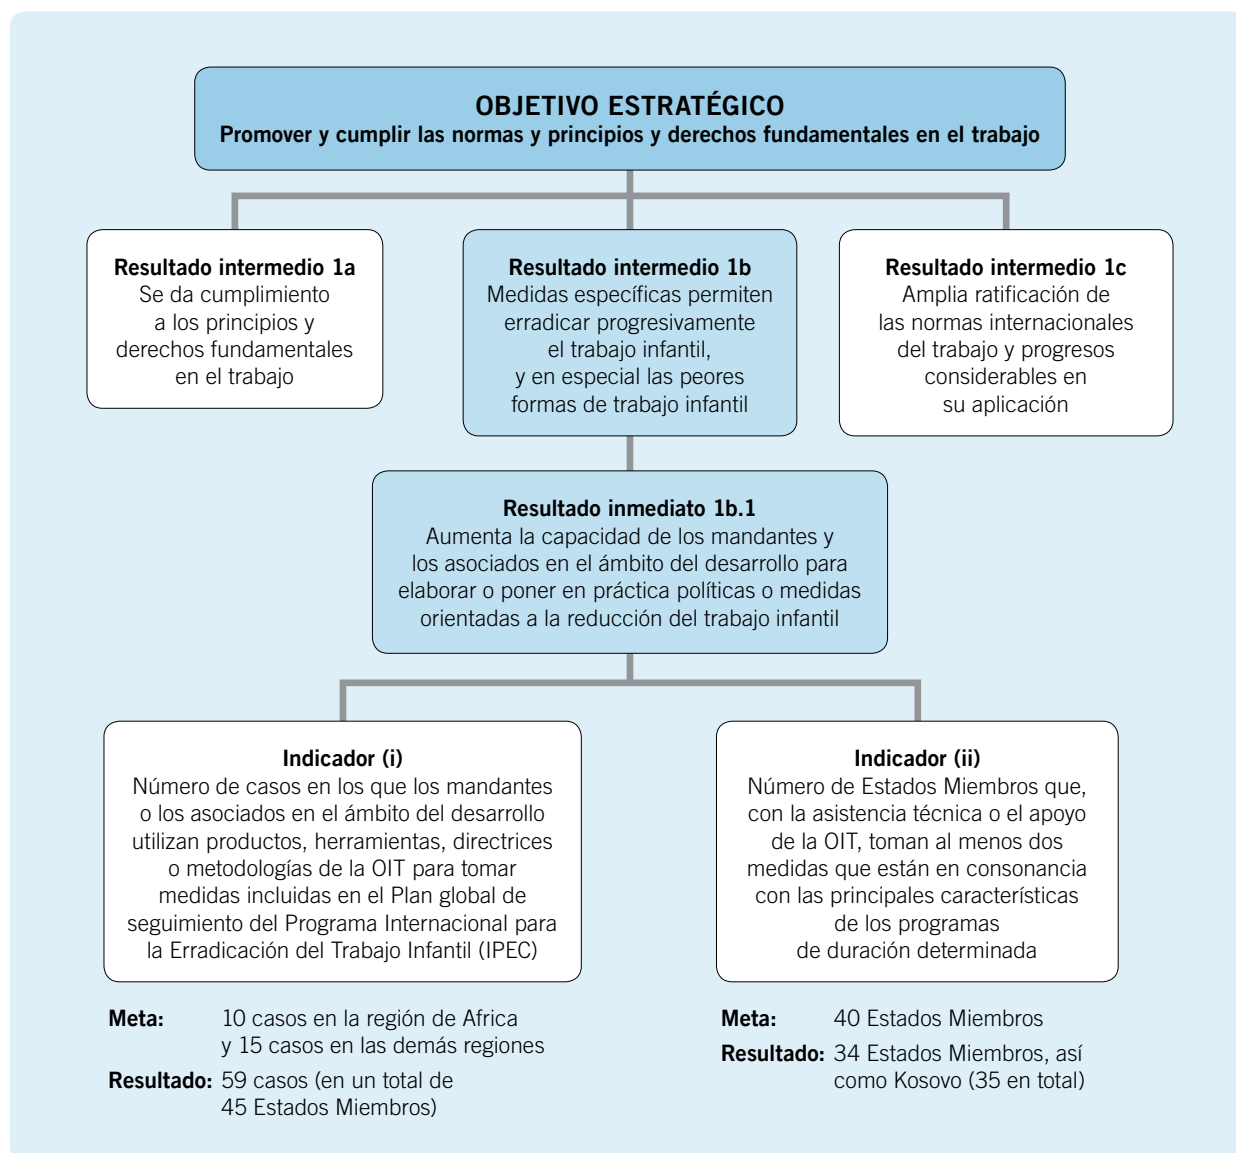 OBJETIVO ESTRATÉGICO
Promover y cumplir las normas y principios y derechos fundamentales en el trabajo
Resultado intermedio 1a
Se da cumplimiento
a los principios y
derechos fundamentales
en el trabajo
Resultado intermedio 1b
Medidas específicas permiten
erradicar progresivamente
el trabajo infantil,
y en especial las peores
formas de trabajo infantil
Resultado intermedio 1c
Amplia ratificación de
las normas internacionales
del trabajo y progresos
considerables en
su aplicación
Resultado inmediato 1b.1
Aumenta la capacidad de los mandantes y
los asociados en el ámbito del desarrollo para
elaborar o poner en práctica políticas o medidas
orientadas a la reducción del trabajo infantil
Indicador (i)
Número de casos en los que los mandantes
o los asociados en el ámbito del desarrollo
utilizan productos, herramientas, directrices
o metodologías de la OIT para tomar
medidas incluidas en el Plan global de
seguimiento del Programa Internacional para
la Erradicación del Trabajo Infantil (IPEC)
Meta: 10 casos en la región de Africa
y 15 casos en las demás regiones
Resultado: 59 casos (en un total de
45 Estados Miembros)
Indicador (ii)
Número de Estados Miembros que,
con la asistencia técnica o el apoyo
de la OIT, toman al menos dos
medidas que están en consonancia
con las principales características
de los programas
de duración determinada
Meta: 40 Estados Miembros
Resultado: 34 Estados Miembros, así
como Kosovo (35 en total)